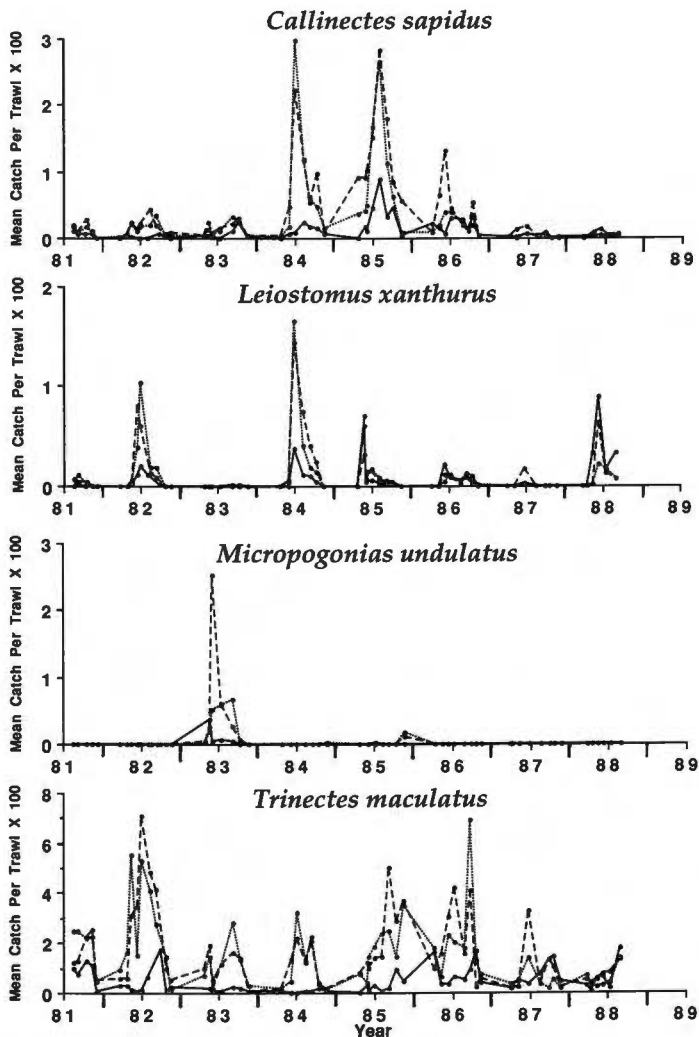 Callinectes sapidus
Mean Catch Per Trawl X 100
3
2
1
0
81 82 83 84 85 86 87 88 89
Leiostomus xanthurus
Mean Catch Per Trawl X 100
2
1
0
81 82 83 84 85 86 87 88 89
Micropogonias undulatus
Mean Catch Per Trawl X 100
3
2
1
0
81 82 83 84 85 86 87 88 89
Trinectes maculatus
Mean Catch Per Trawl X 100
8
6
4
2
0
81 82 83 84 85 86 87 88 89
Year